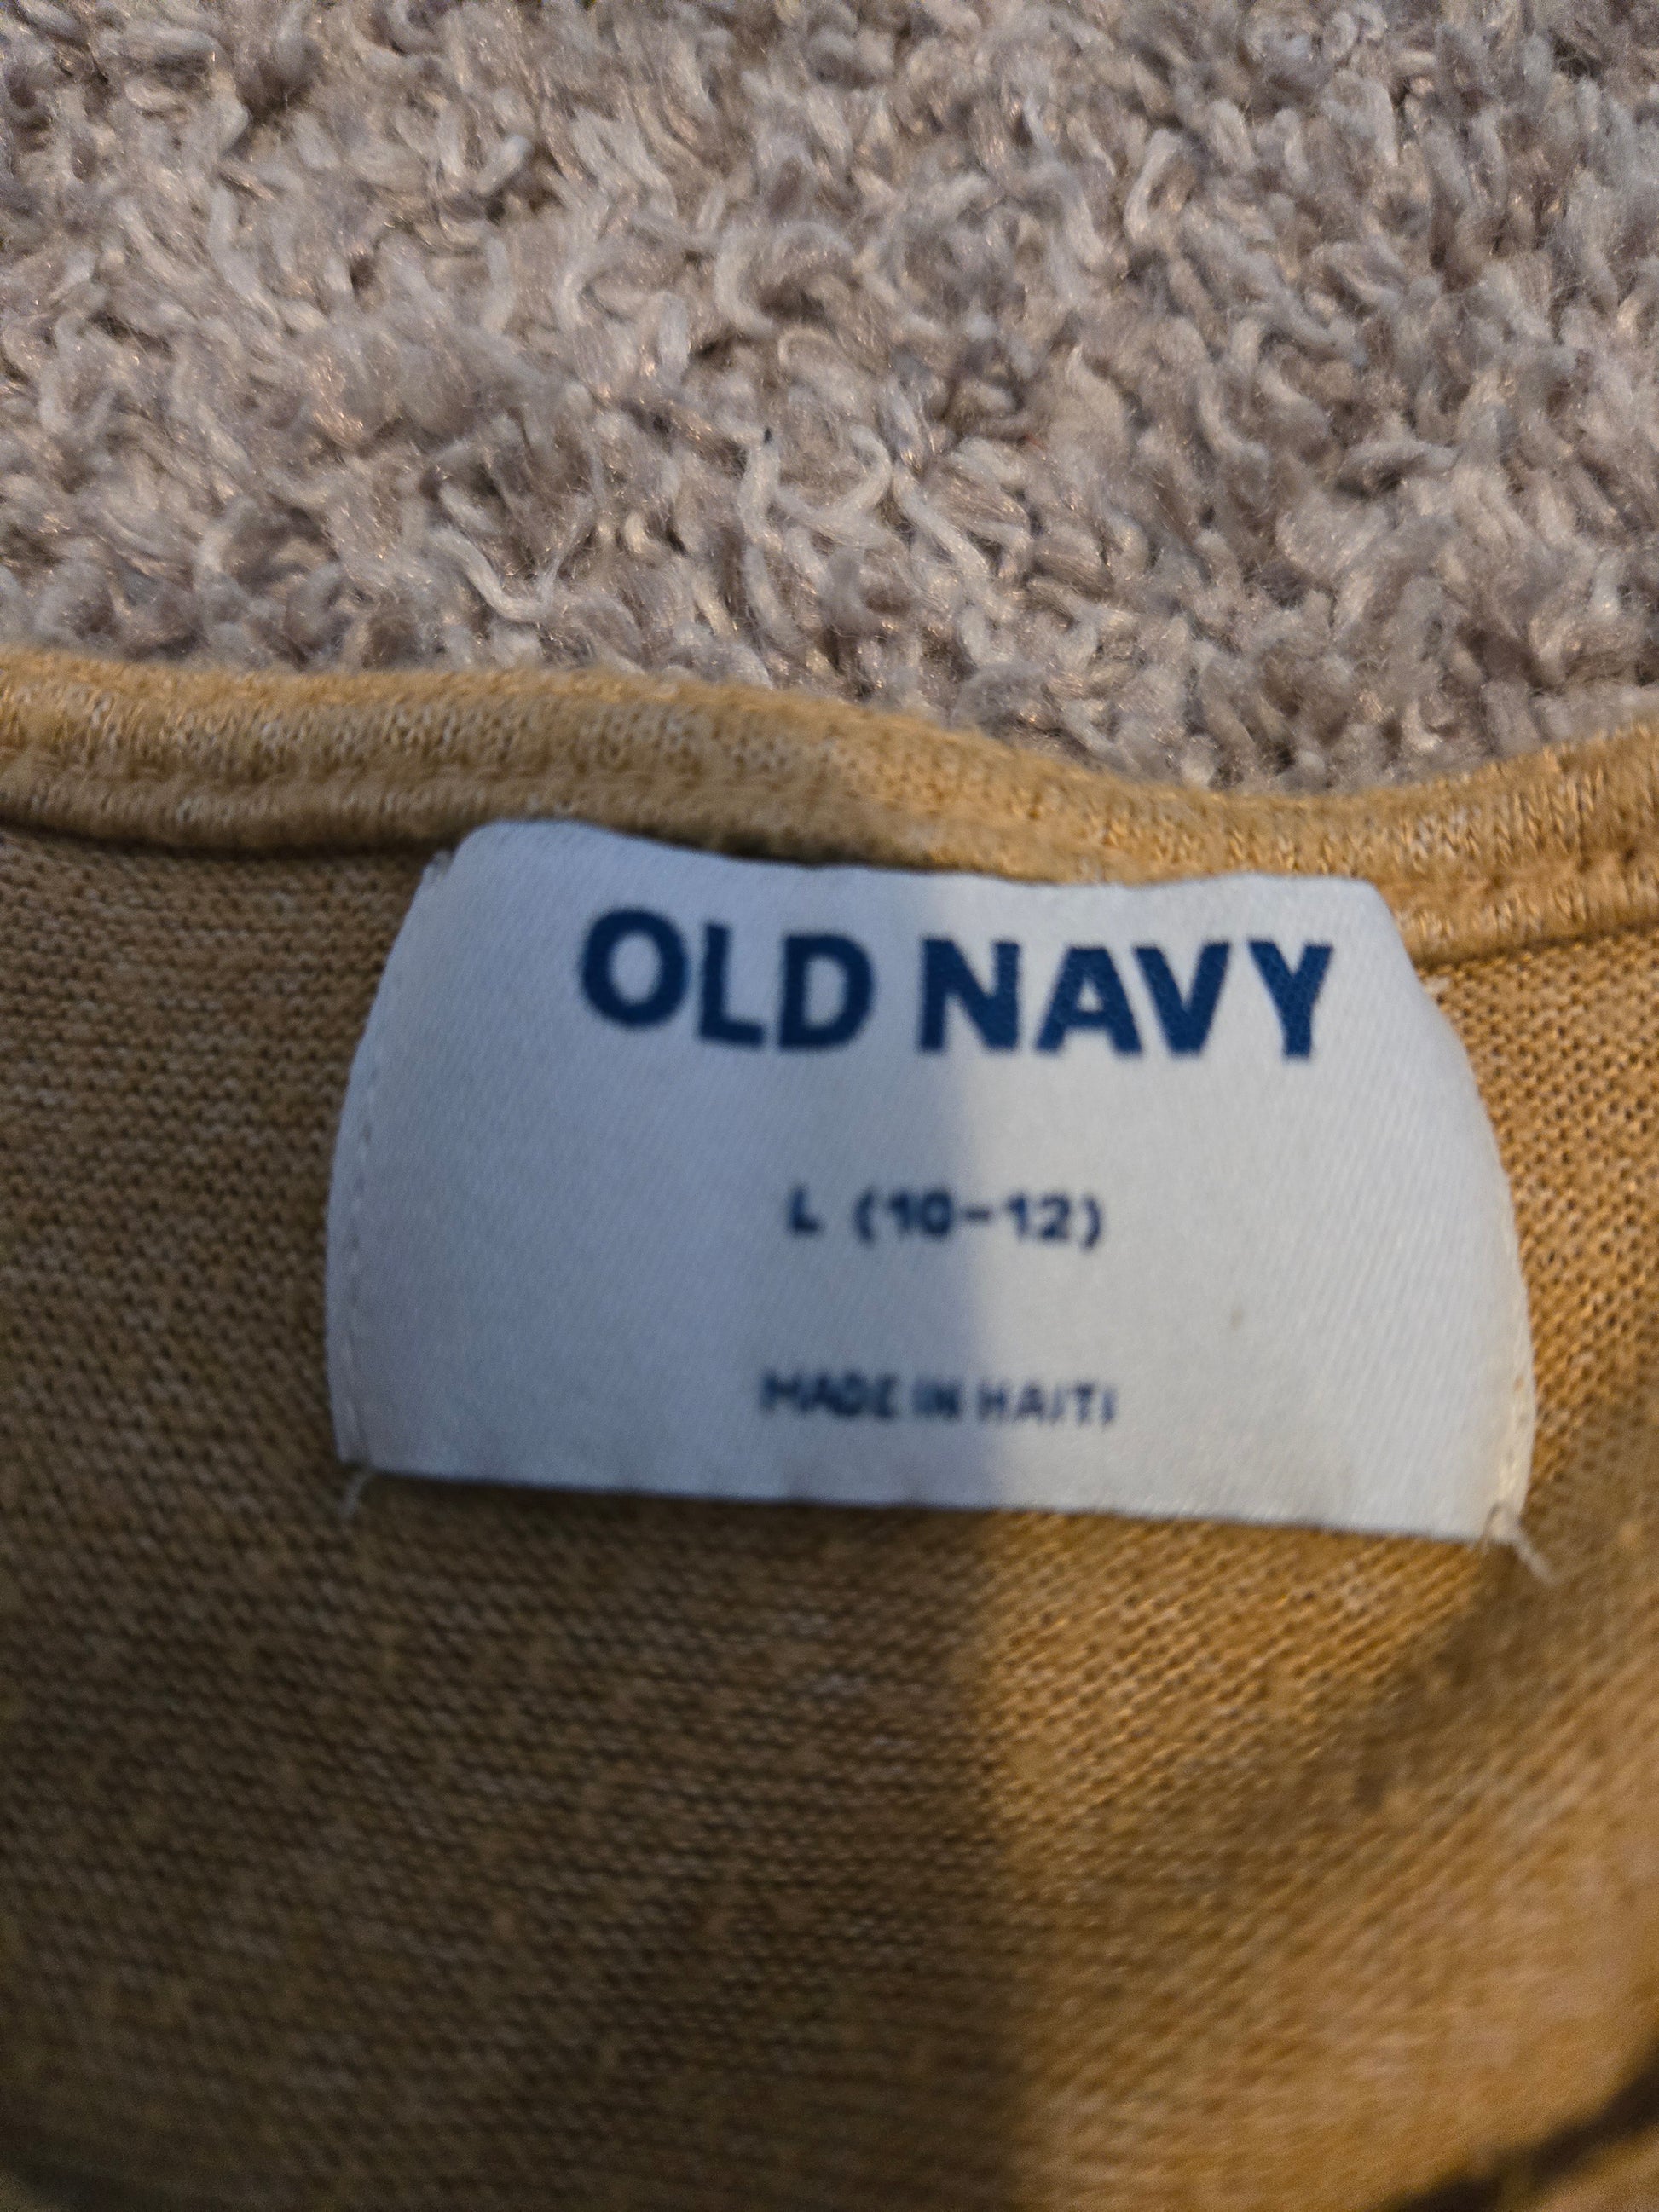 OLD NAVY
L (10-12)
MADE IN HAITI